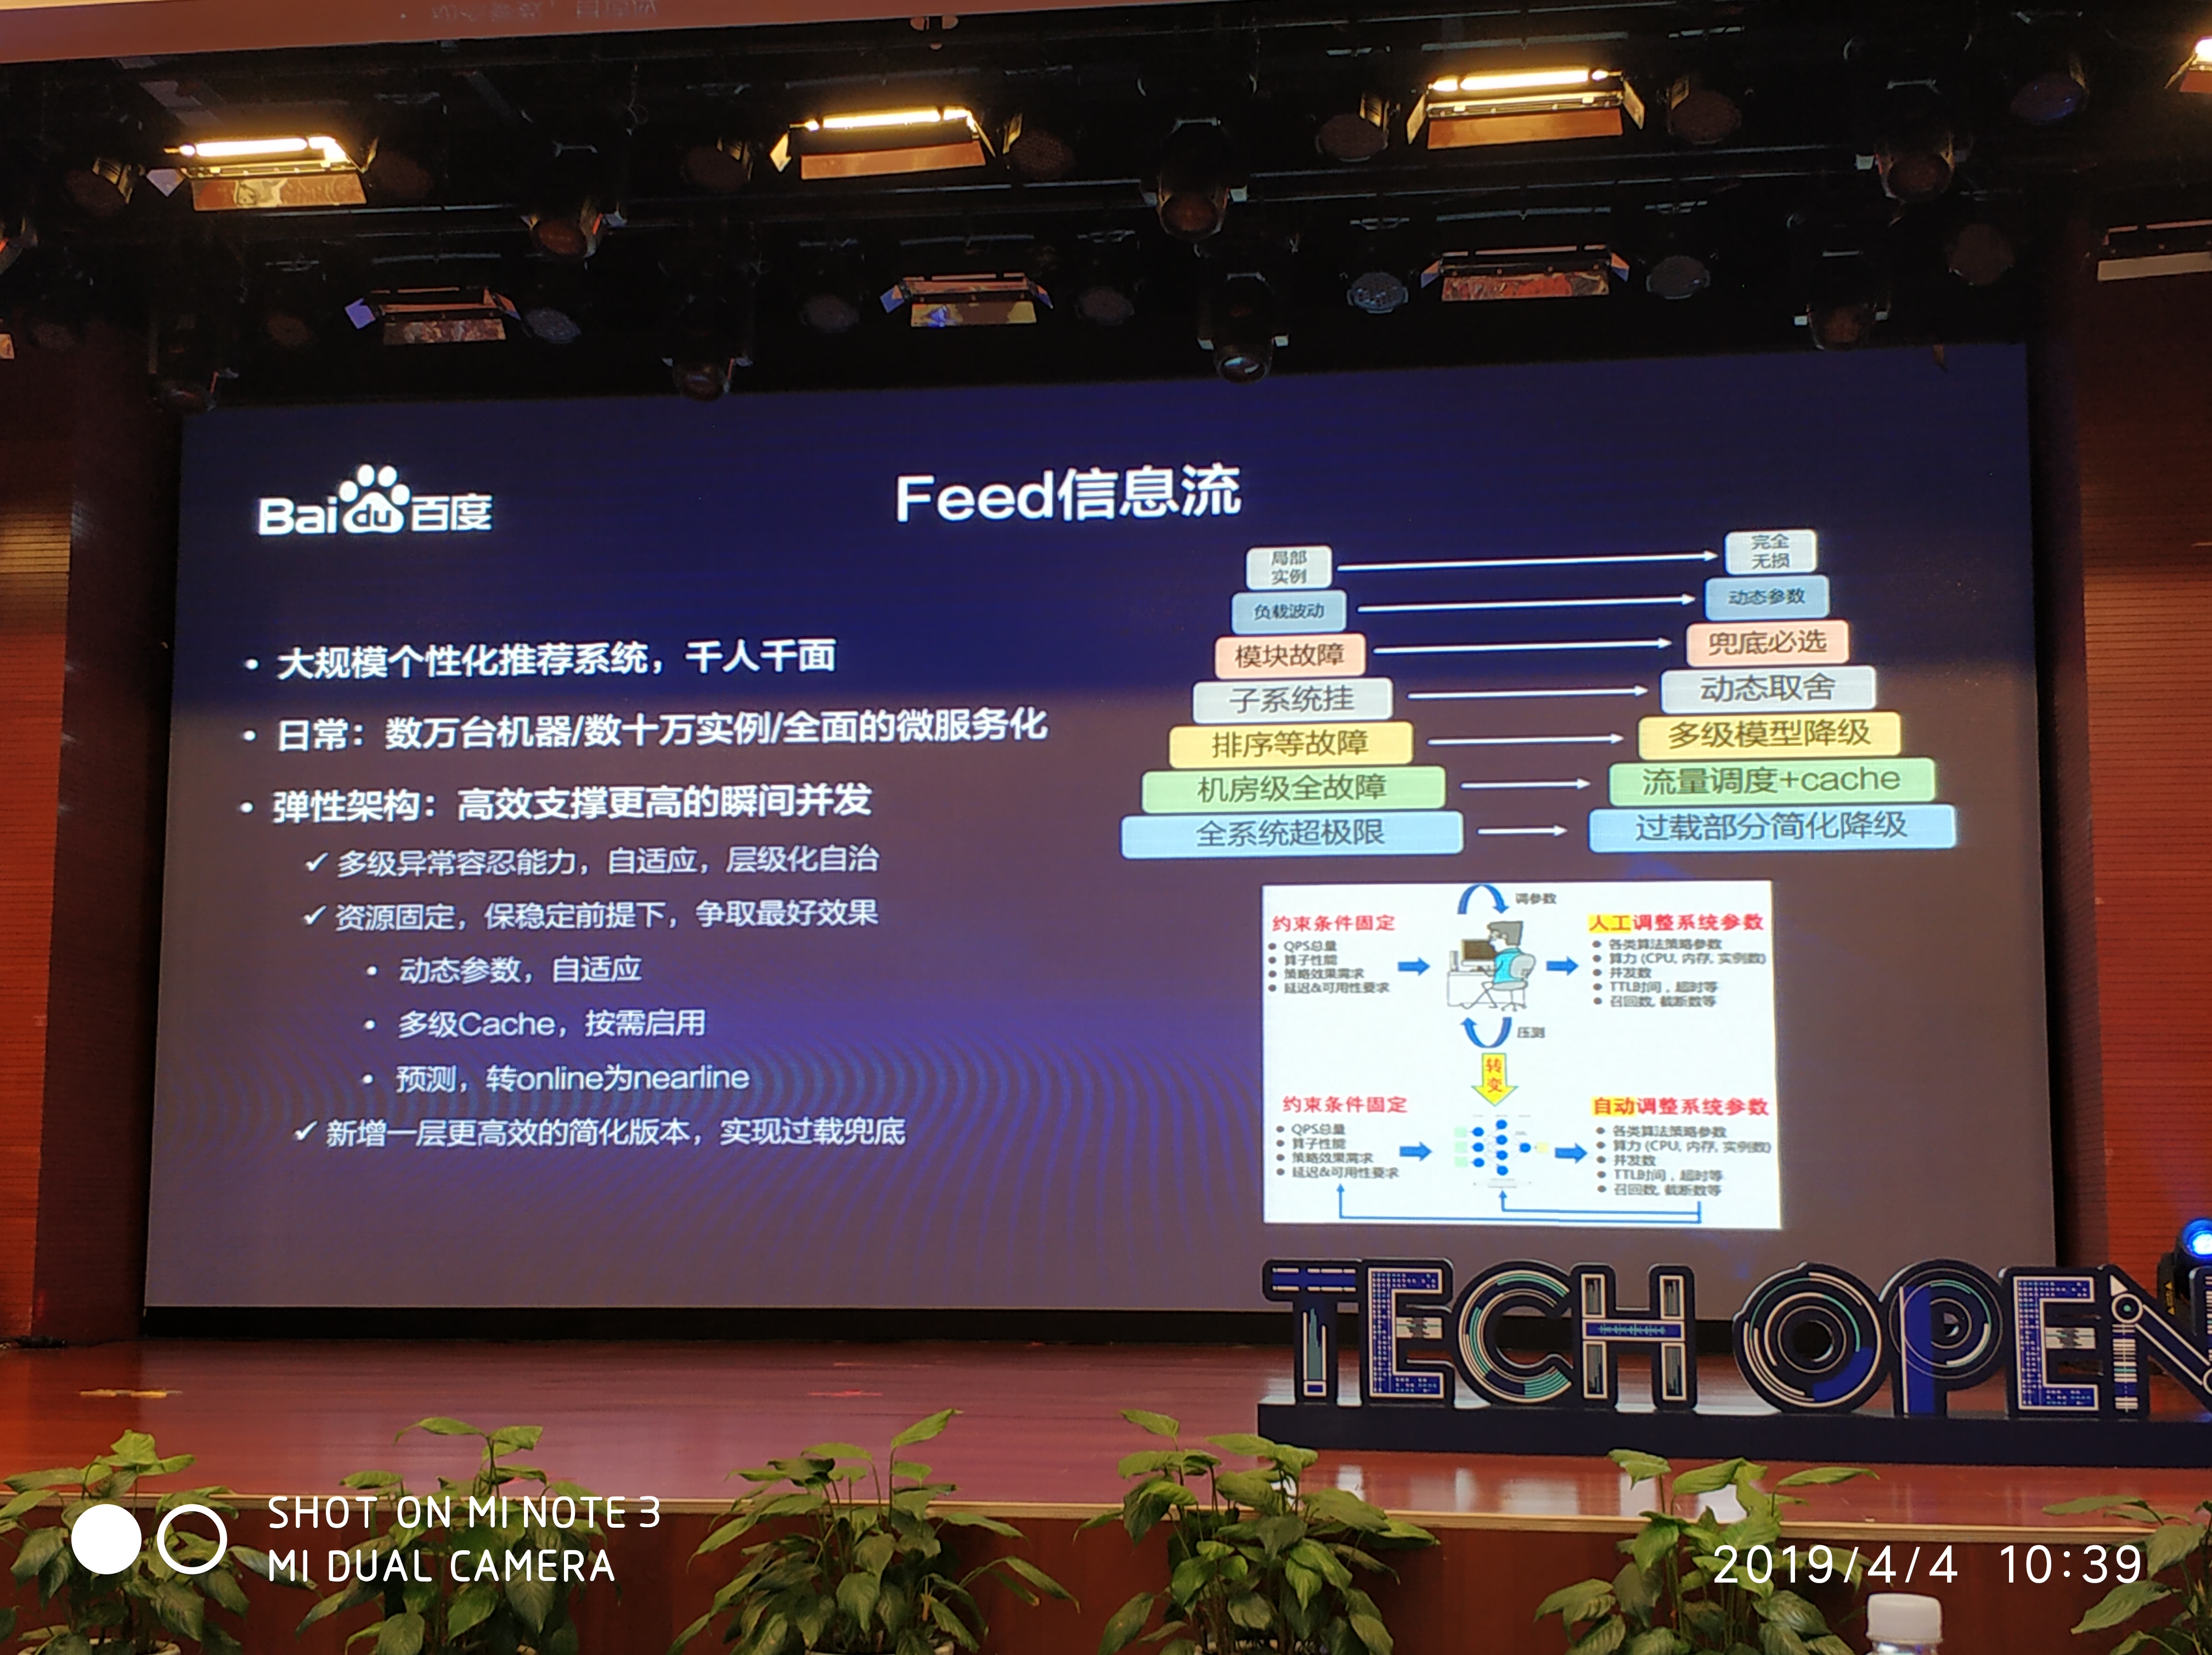 Bai du 百度
Feed信息流
• 大规模个性化推荐系统，千人千面
• 日常：数万台机器/数十万实例/全面的微服务化
• 弹性架构：高效支撑更高的瞬间并发
✓ 多级异常容忍能力，自适应，层级化自治
✓ 资源固定，保稳定前提下，争取最好效果
• 动态参数，自适应
• 多级Cache，按需启用
• 预测，转online为nearline
✓ 新增一层更高效的简化版本，实现过载兜底
局部
实例
完全
无损
负载波动
动态参数
模块故障
兜底必选
子系统挂
动态取舍
排序等故障
多级模型降级
机房级全故障
流量调度+cache
全系统超极限
过载部分简化降级
调参数
约束条件固定
● QPS总量
● 算子性能
● 策略效果需求
● 延迟&可用性要求
人工调整系统参数
● 各类算法策略参数
● 算力 (CPU, 内存, 实例数)
● 并发数
● TTL时间，超时等
● 召回数, 截断数等
压测
转
变
约束条件固定
● QPS总量
● 算子性能
● 策略效果需求
● 延迟&可用性要求
自动调整系统参数
● 各类算法策略参数
● 算力 (CPU, 内存, 实例数)
● 并发数
● TTL时间，超时等
● 召回数, 截断数等
TECH OPEN
SHOT ON MI NOTE 3
MI DUAL CAMERA
2019/4/4 10:39